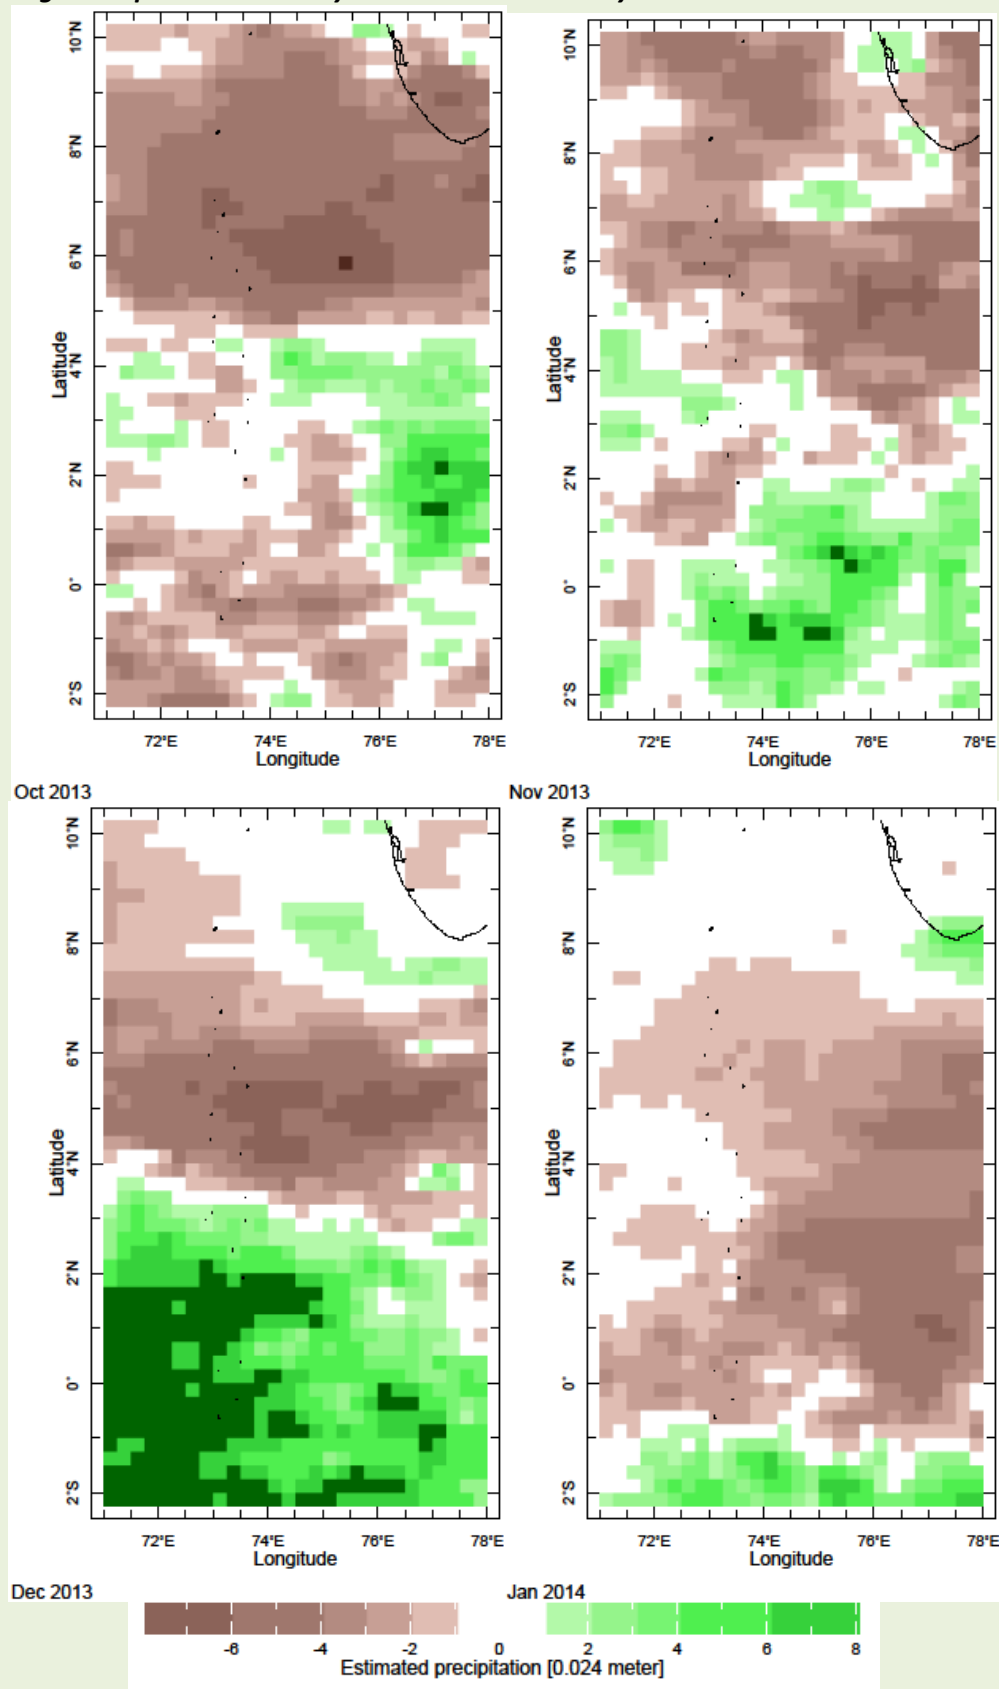 10°N
8°N
6°N
4°N
2°N
0°
2°S
Latitude
72°E 74°E 76°E 78°E
Longitude
Oct 2013
10°N
8°N
6°N
4°N
2°N
0°
2°S
Latitude
72°E 74°E 76°E 78°E
Longitude
Nov 2013
10°N
8°N
6°N
4°N
2°N
0°
2°S
Latitude
72°E 74°E 76°E 78°E
Longitude
Dec 2013
10°N
8°N
6°N
4°N
2°N
0°
2°S
Latitude
72°E 74°E 76°E 78°E
Longitude
Jan 2014
-6 -4 -2 0 2 4 6 8
Estimated precipitation [0.024 meter]